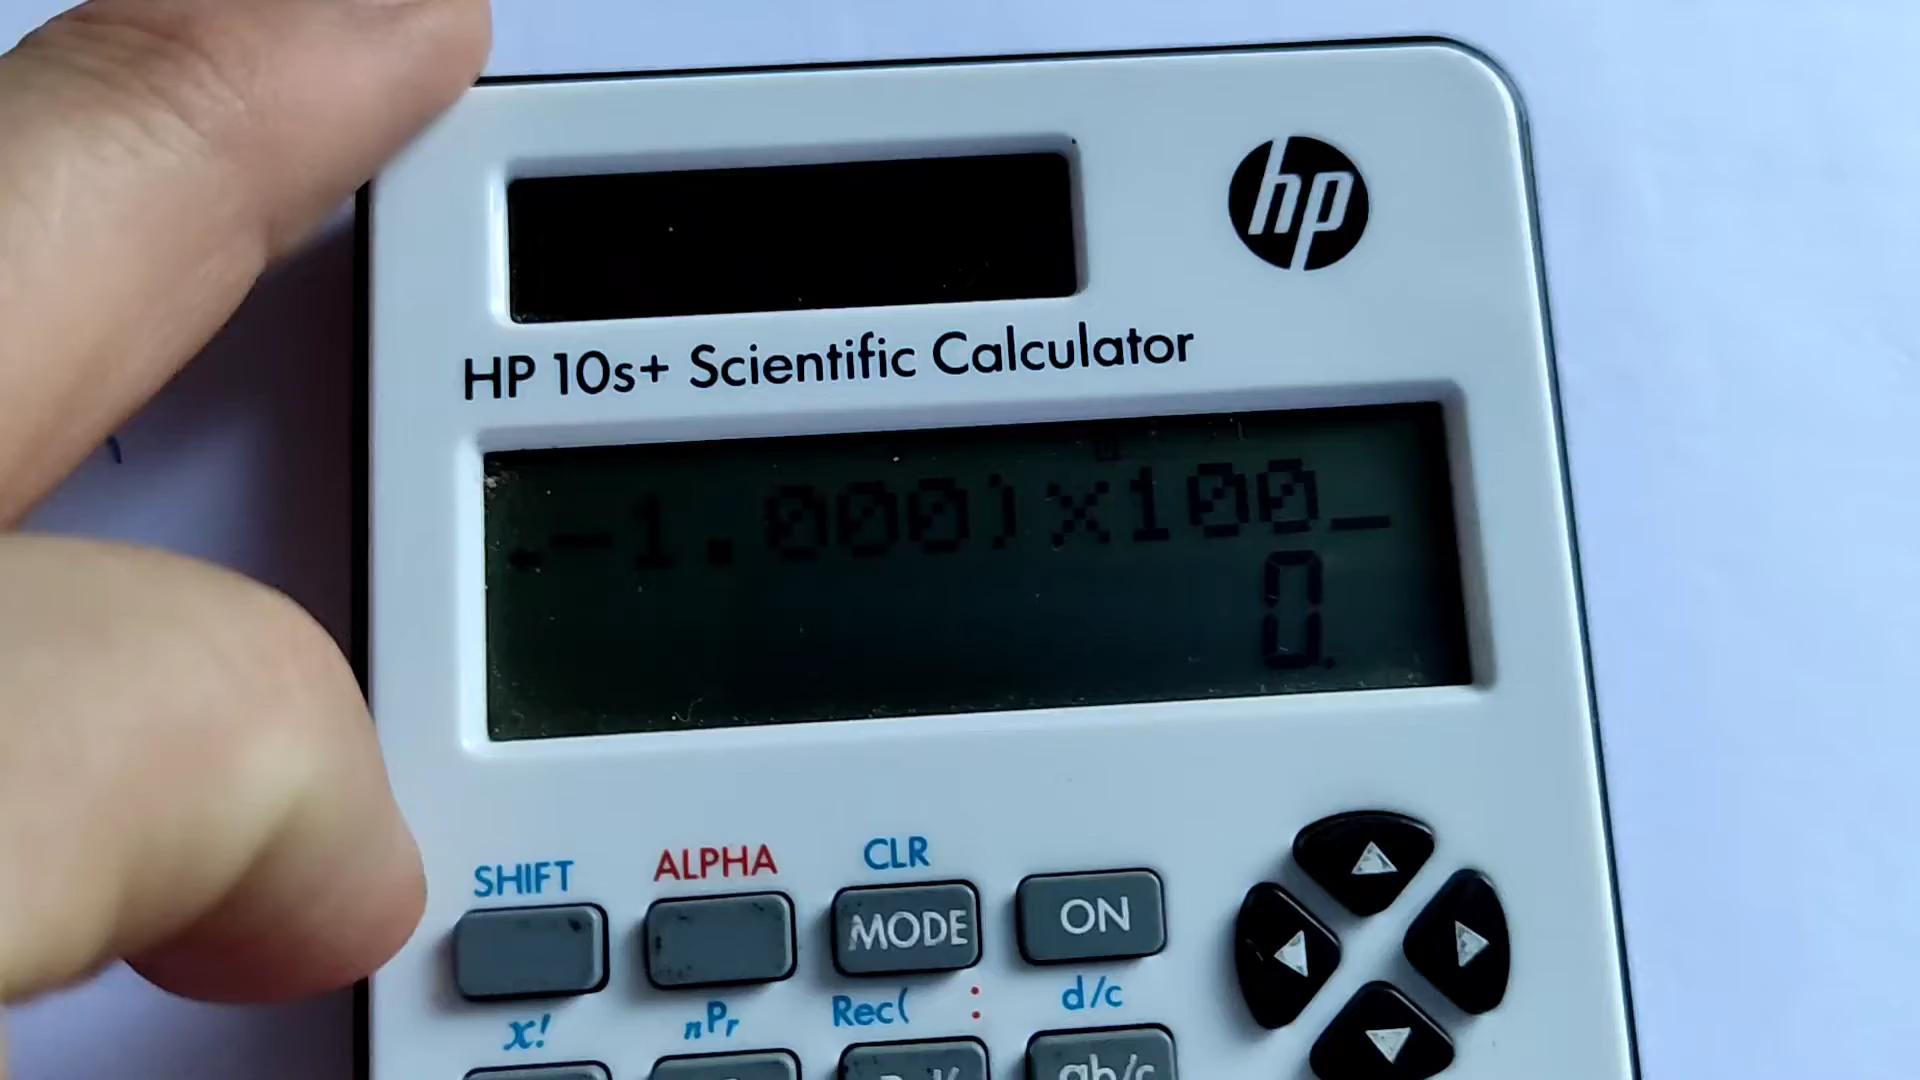 hp
HP 10s+ Scientific Calculator
.-1.000)×100_
0.
SHIFT ALPHA CLR
MODE ON
x! nPr Rec( : d/c